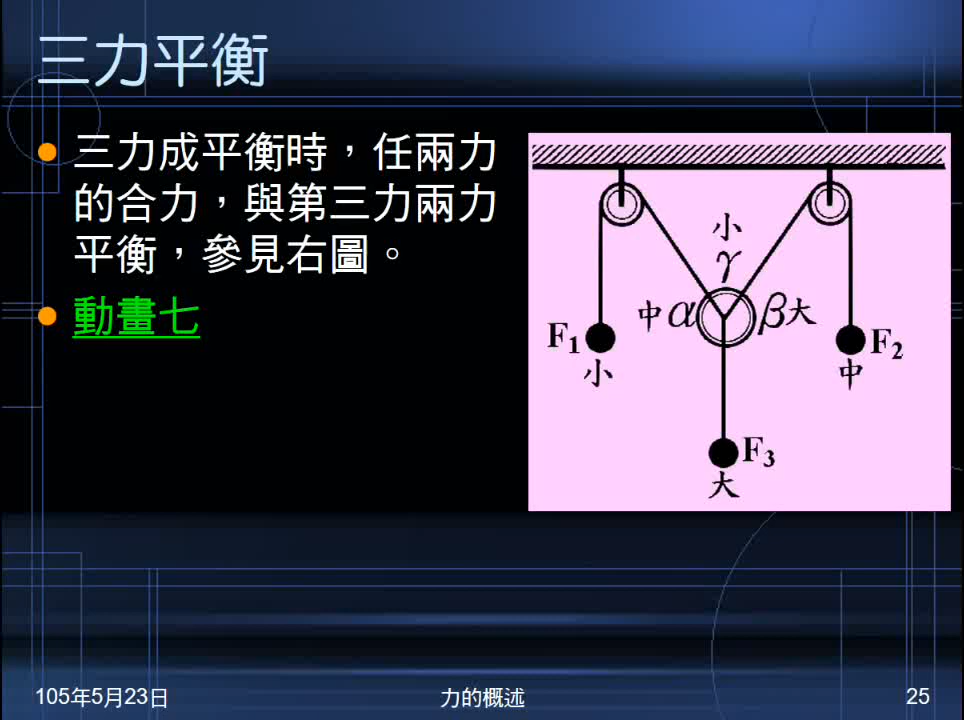 三力平衡
三力成平衡時，任兩力
的合力，與第三力兩力
平衡，參見右圖。
動畫七
小
γ
中 α β 大
F1 F2
小 中
F3
大
105年5月23日 力的概述 25